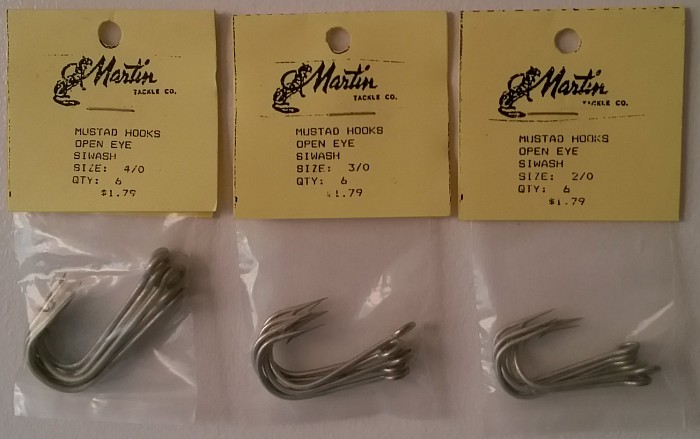 Martin
TACKLE CO.
MUSTAD HOOKS
OPEN EYE
SIWASH
SIZE: 4/0
QTY: 6
$1.79
Martin
TACKLE CO.
MUSTAD HOOKS
OPEN EYE
SIWASH
SIZE: 3/0
QTY: 6
$1.79
Martin
TACKLE CO.
MUSTAD HOOKS
OPEN EYE
SIWASH
SIZE: 2/0
QTY: 6
$1.79